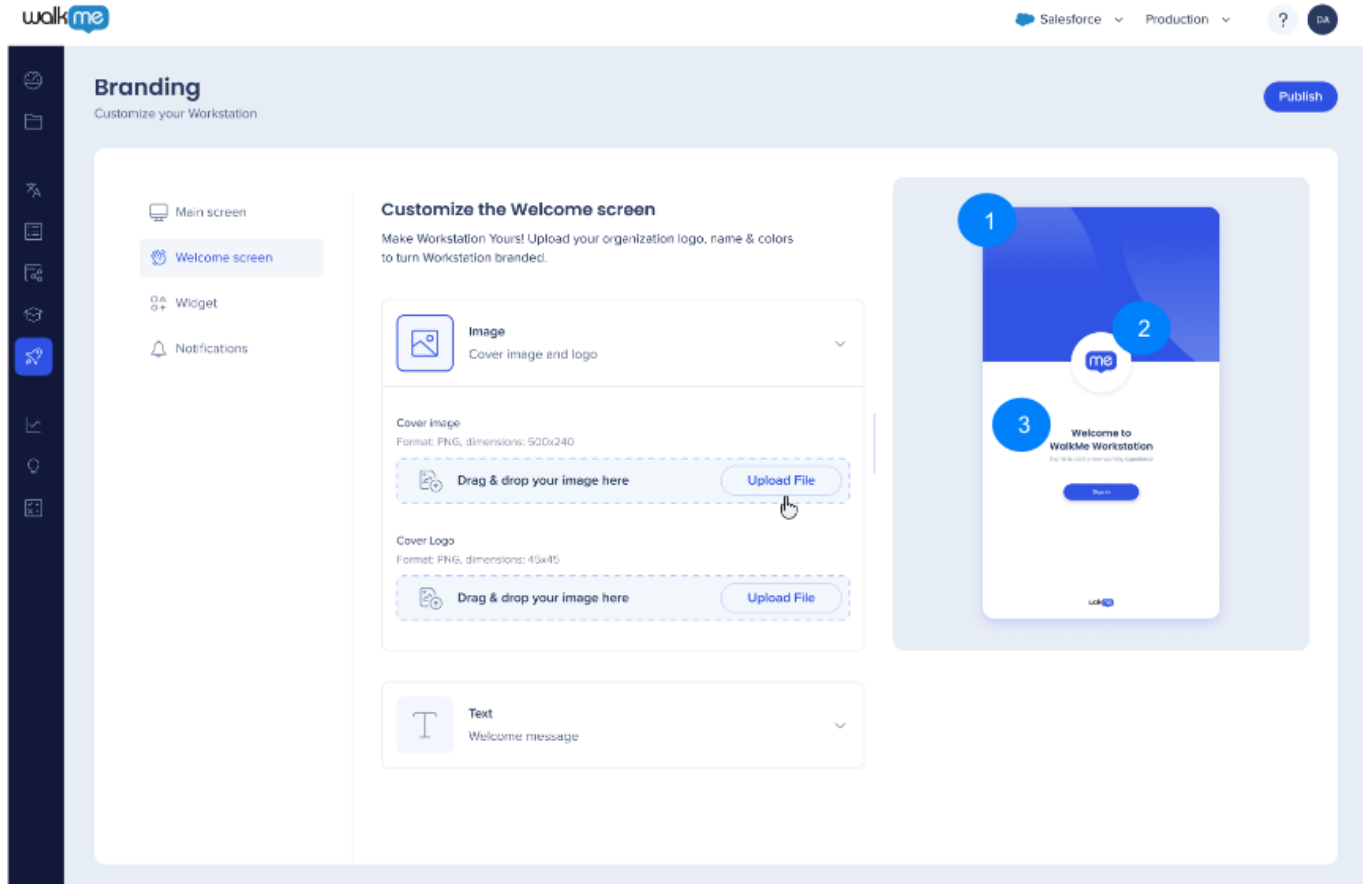 walkme
Salesforce
Production
?
DA
Branding
Customize your Workstation
Publish
Main screen
Welcome screen
Widget
Notifications
Customize the Welcome screen
Make Workstation Yours! Upload your organization logo, name & colors
to turn Workstation branded.
Image
Cover image and logo
Cover image
Format: PNG, dimensions: 500x240
Drag & drop your image here
Upload File
Cover Logo
Format: PNG, dimensions: 45x45
Drag & drop your image here
Upload File
T
Text
Welcome message
1
2
me
3
Welcome to
WalkMe Workstation
Sign in
walkme